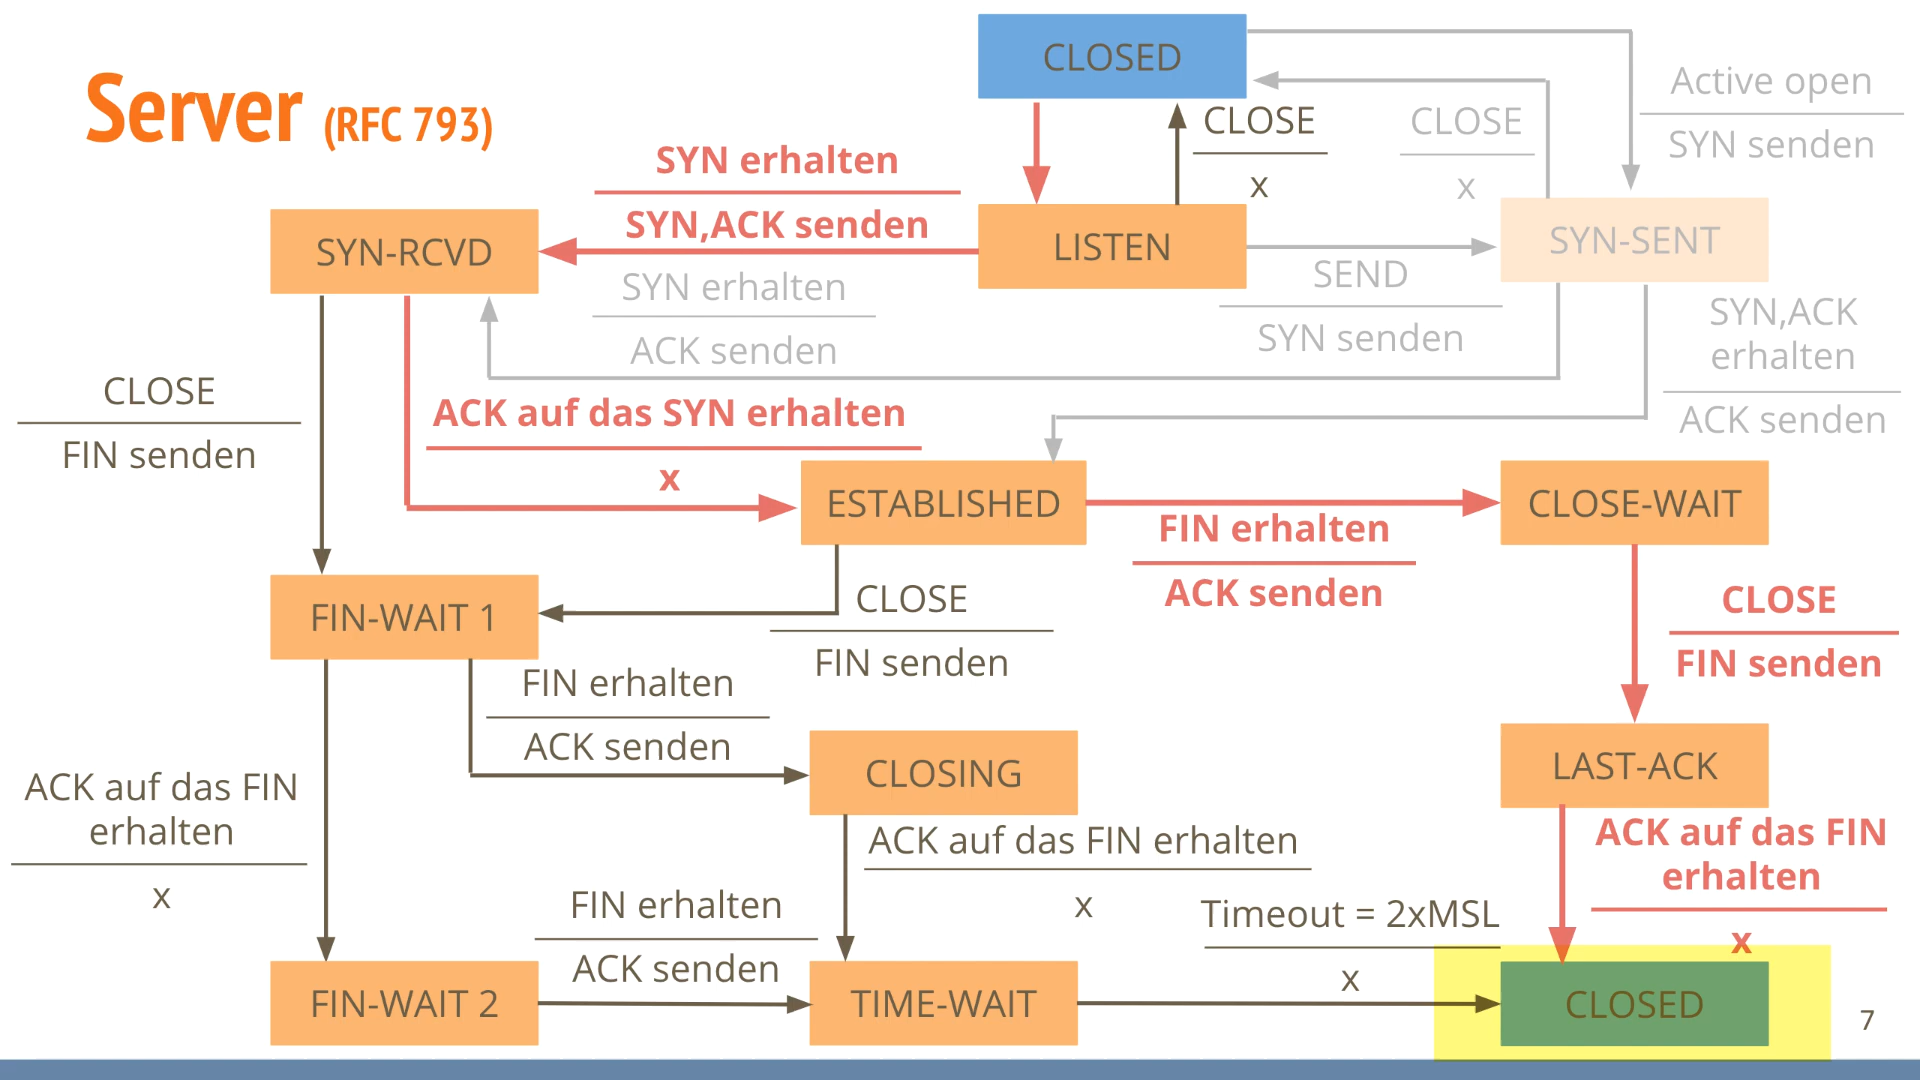 CLOSED
Server (RFC 793)
Active open
SYN senden
CLOSE
x
CLOSE
x
SYN erhalten
SYN,ACK senden
SYN-RCVD
LISTEN
SYN-SENT
SYN erhalten
ACK senden
SEND
SYN senden
SYN,ACK
erhalten
ACK senden
CLOSE
FIN senden
ACK auf das SYN erhalten
x
ESTABLISHED
CLOSE-WAIT
FIN erhalten
ACK senden
CLOSE
FIN senden
FIN-WAIT 1
CLOSE
FIN senden
FIN erhalten
ACK senden
CLOSING
LAST-ACK
ACK auf das FIN
erhalten
x
ACK auf das FIN erhalten
x
ACK auf das FIN
erhalten
x
FIN erhalten
ACK senden
Timeout = 2xMSL
x
FIN-WAIT 2
TIME-WAIT
CLOSED
7